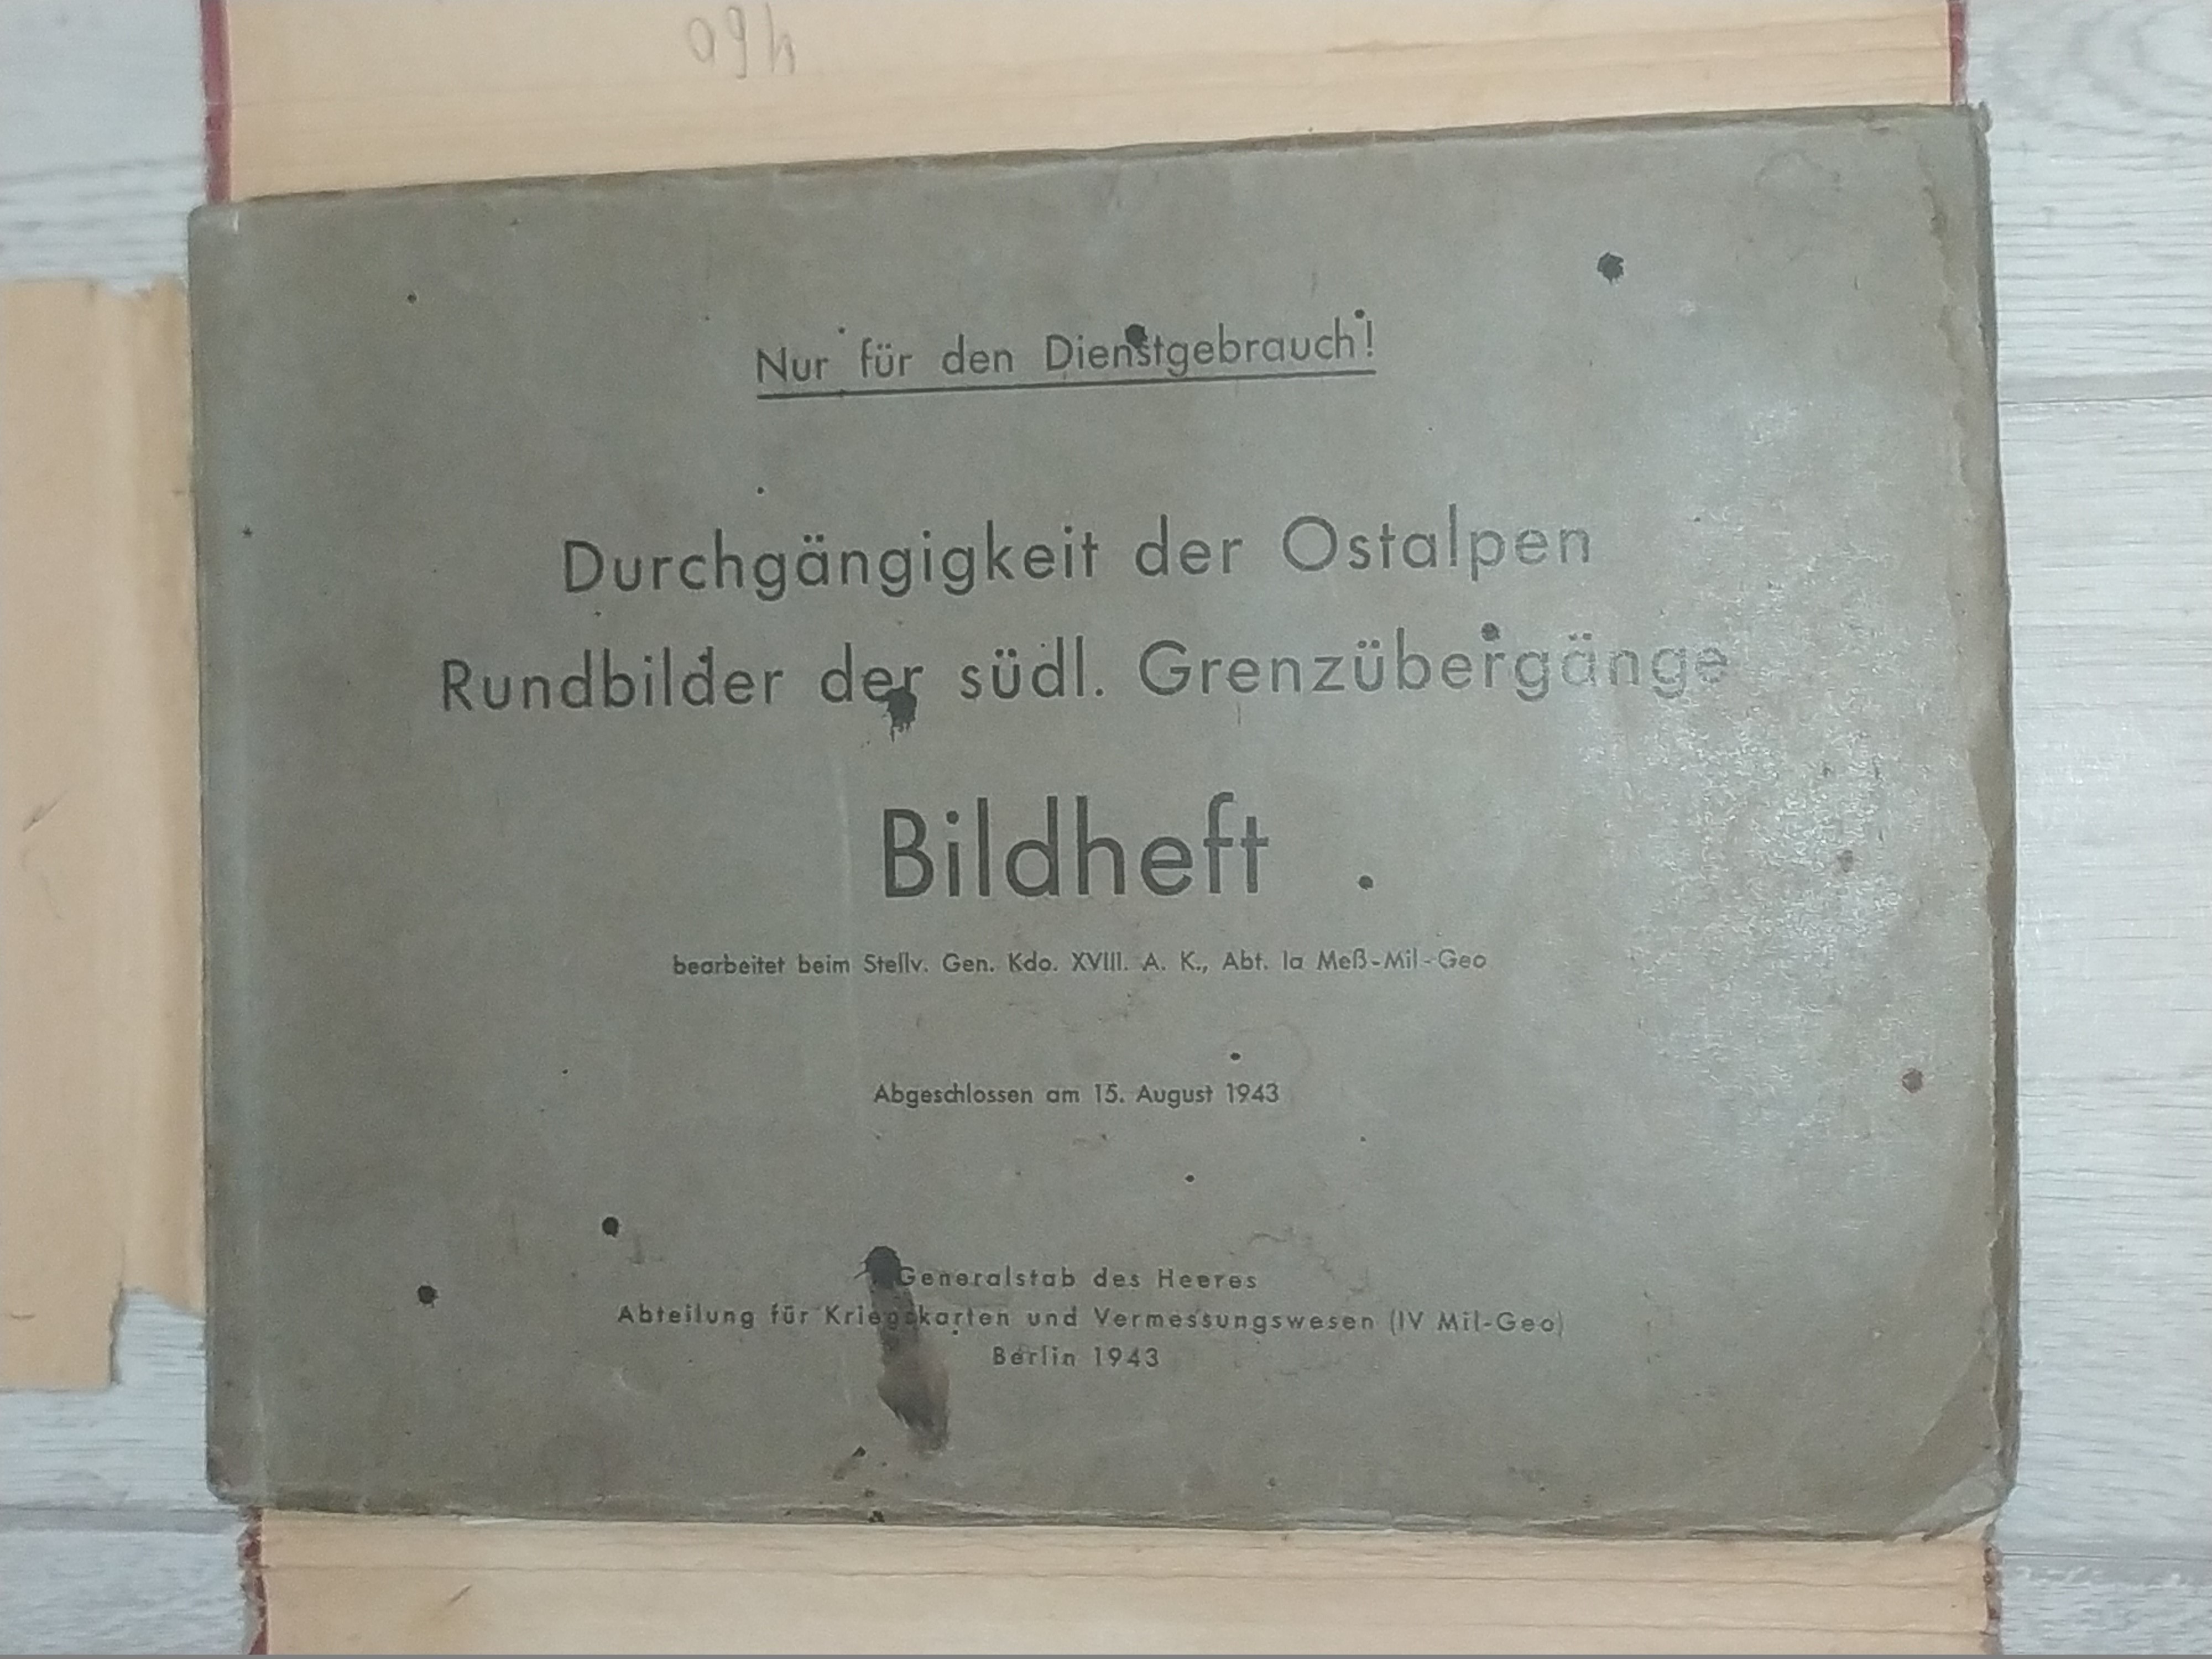 Nur für den Dienstgebrauch!
Durchgängigkeit der Ostalpen
Rundbilder der südl. Grenzübergänge
Bildheft
bearbeitet beim Stellv. Gen. Kdo. XVIII. A. K., Abt. Ia Meß-Mil-Geo
Abgeschlossen am 15. August 1943
Generalstab des Heeres
Abteilung für Kriegskarten und Vermessungswesen (IV Mil-Geo)
Berlin 1943